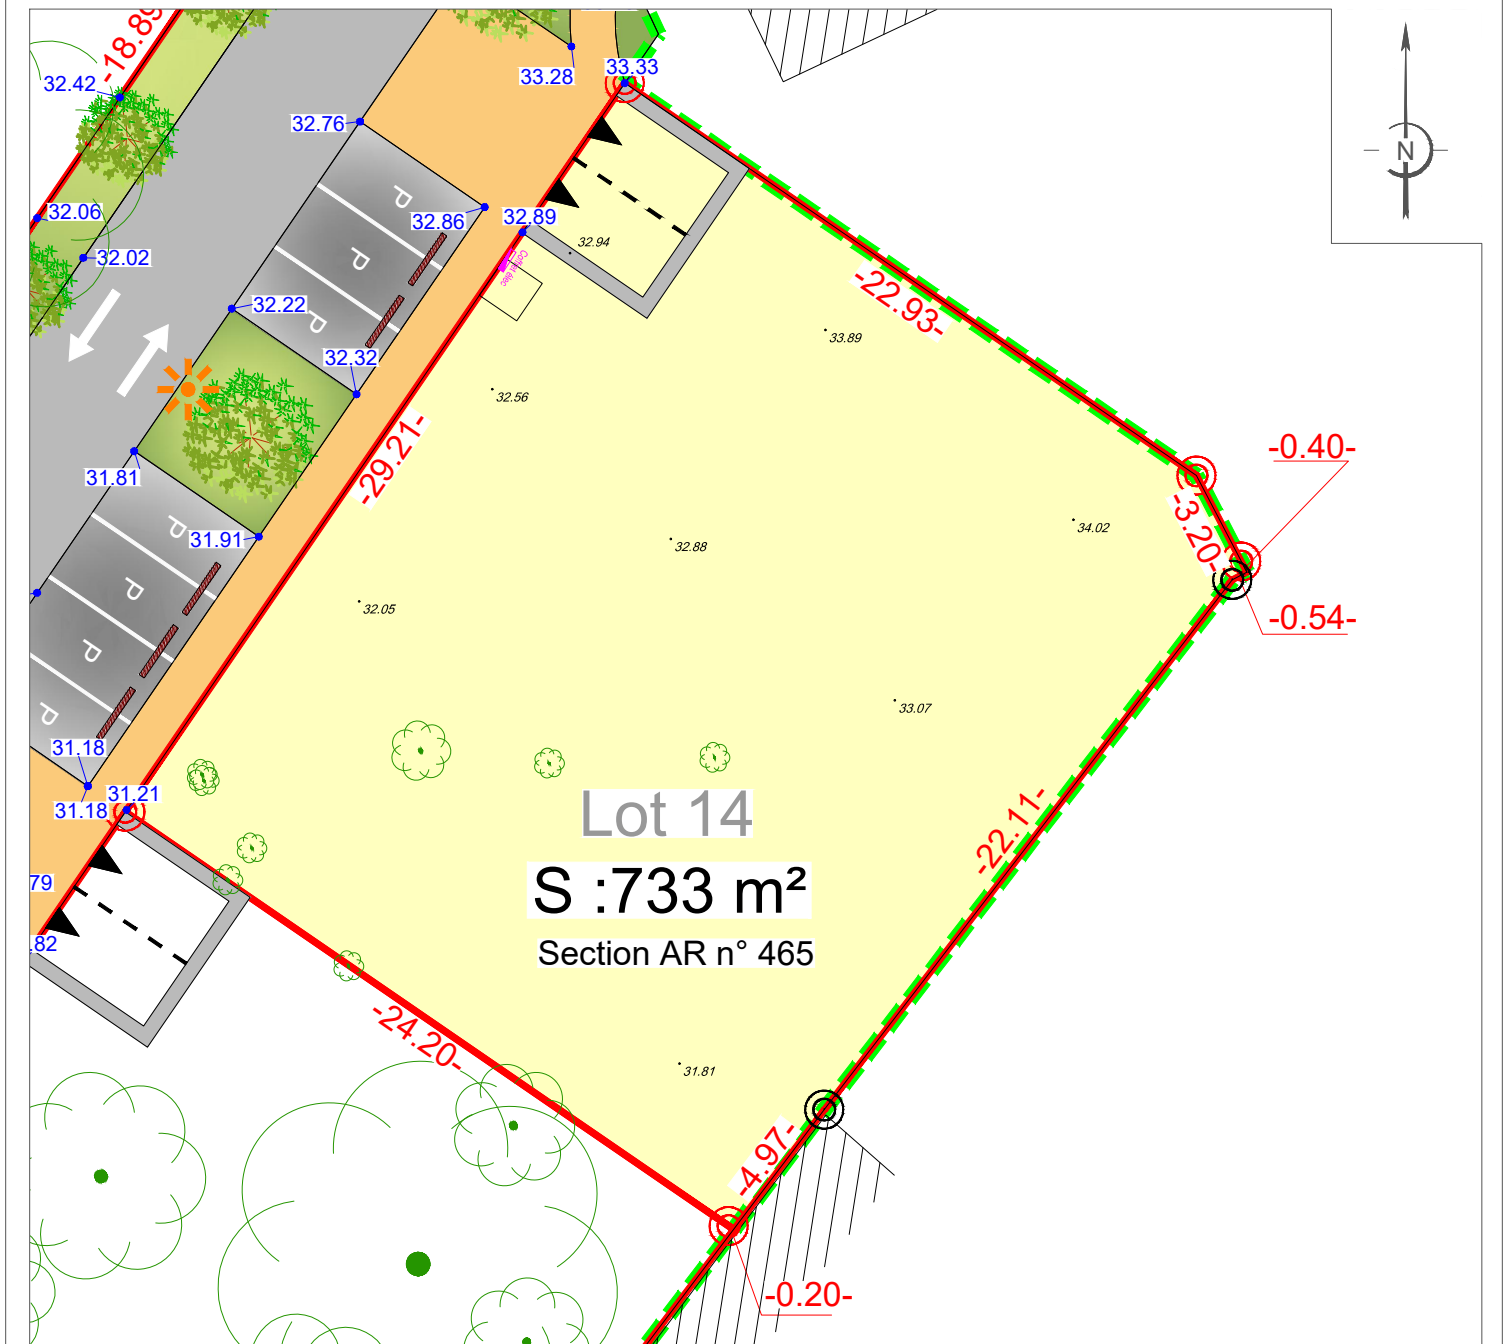 -18.89
33.33
33.28
32.42
32.76
N
P
32.06
32.86
32.89
32.94
32.02
P
Coffret élec
-22.93-
32.22
P
33.89
32.32
32.56
-29.21-
-0.40-
31.81
P
31.91
-3.20-
34.02
32.88
P
32.05
-0.54-
P
33.07
P
31.18
31.21
31.18
Lot 14
-22.11-
79
S :733 m²
.82
Section AR n° 465
-24.20-
31.81
-4.97-
-0.20-